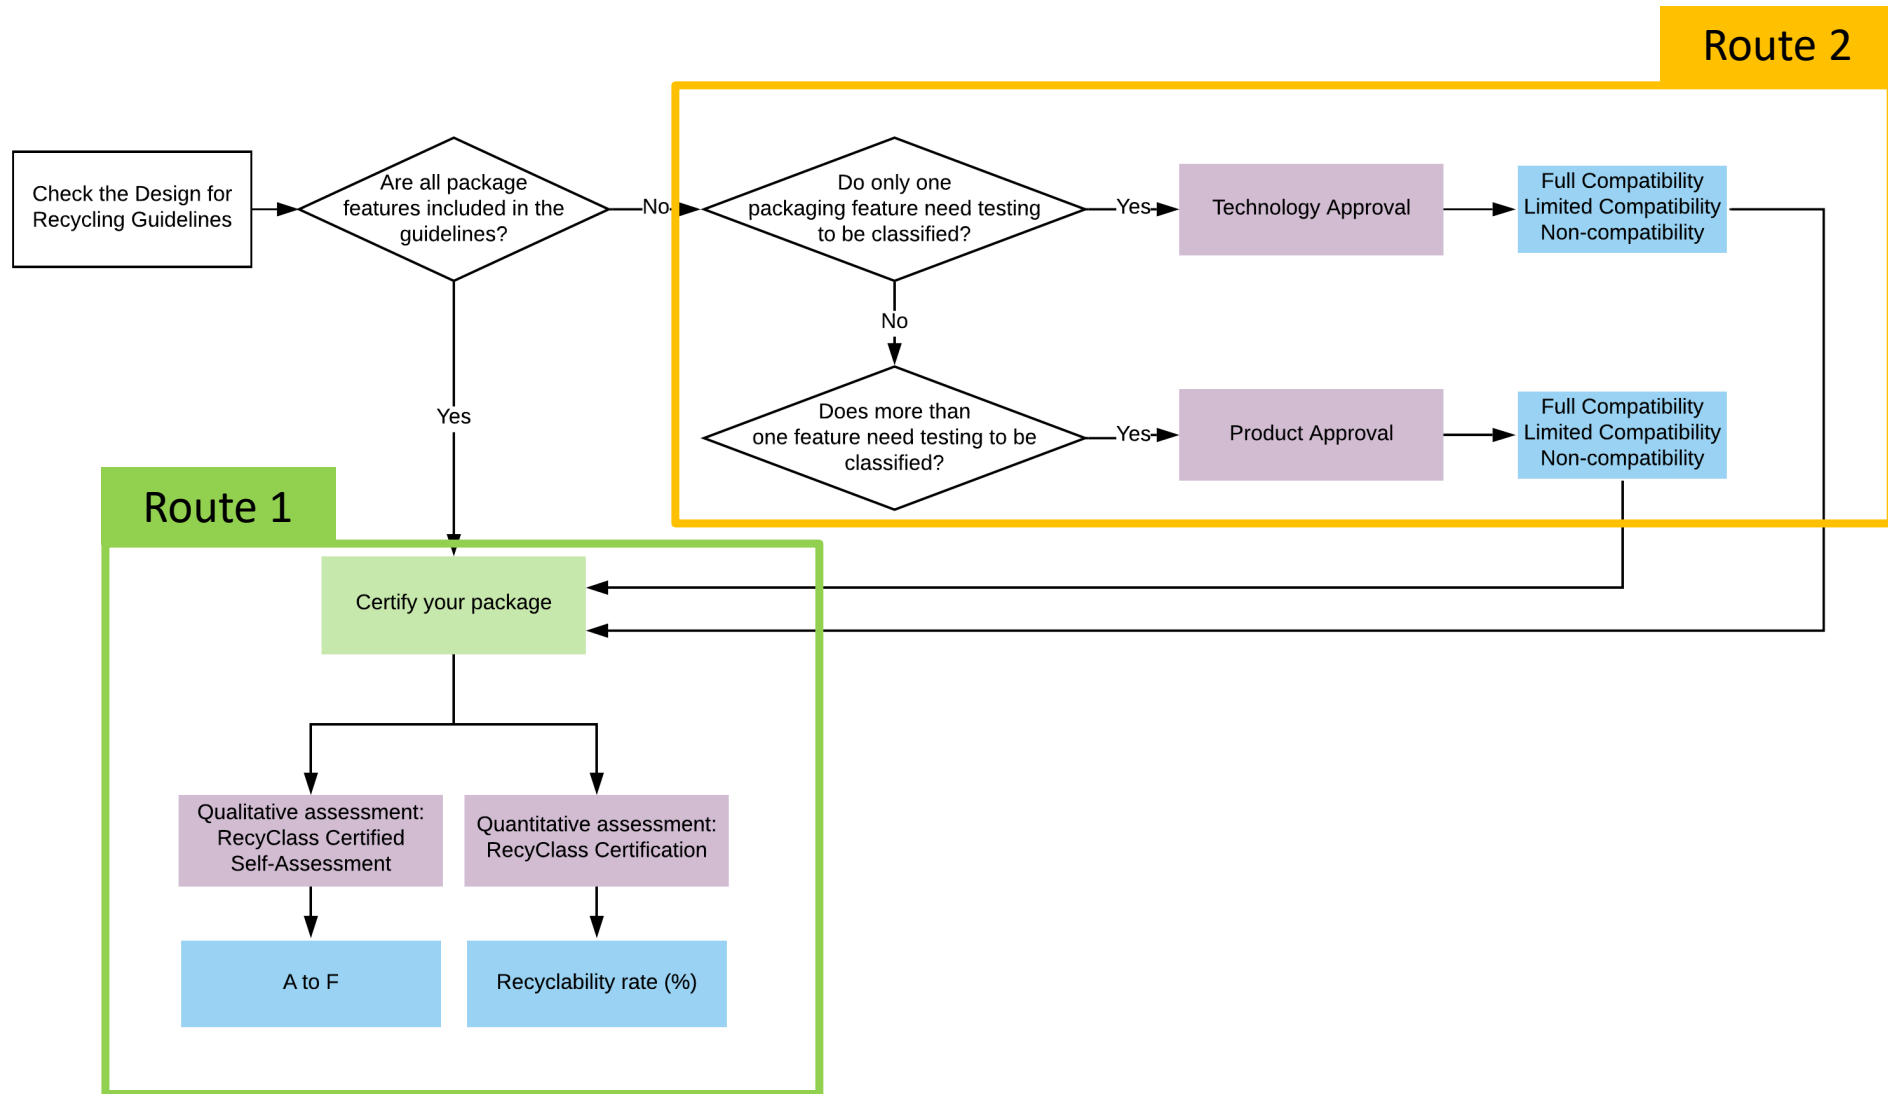 Route 2
Check the Design for
Recycling Guidelines
Are all package
features included in the
guidelines?
No
Do only one
packaging feature need testing
to be classified?
Yes
Technology Approval
Full Compatibility
Limited Compatibility
Non-compatibility
No
Yes
Does more than
one feature need testing to be
classified?
Yes
Product Approval
Full Compatibility
Limited Compatibility
Non-compatibility
Route 1
Certify your package
Qualitative assessment:
RecyClass Certified
Self-Assessment
Quantitative assessment:
RecyClass Certification
A to F
Recyclability rate (%)